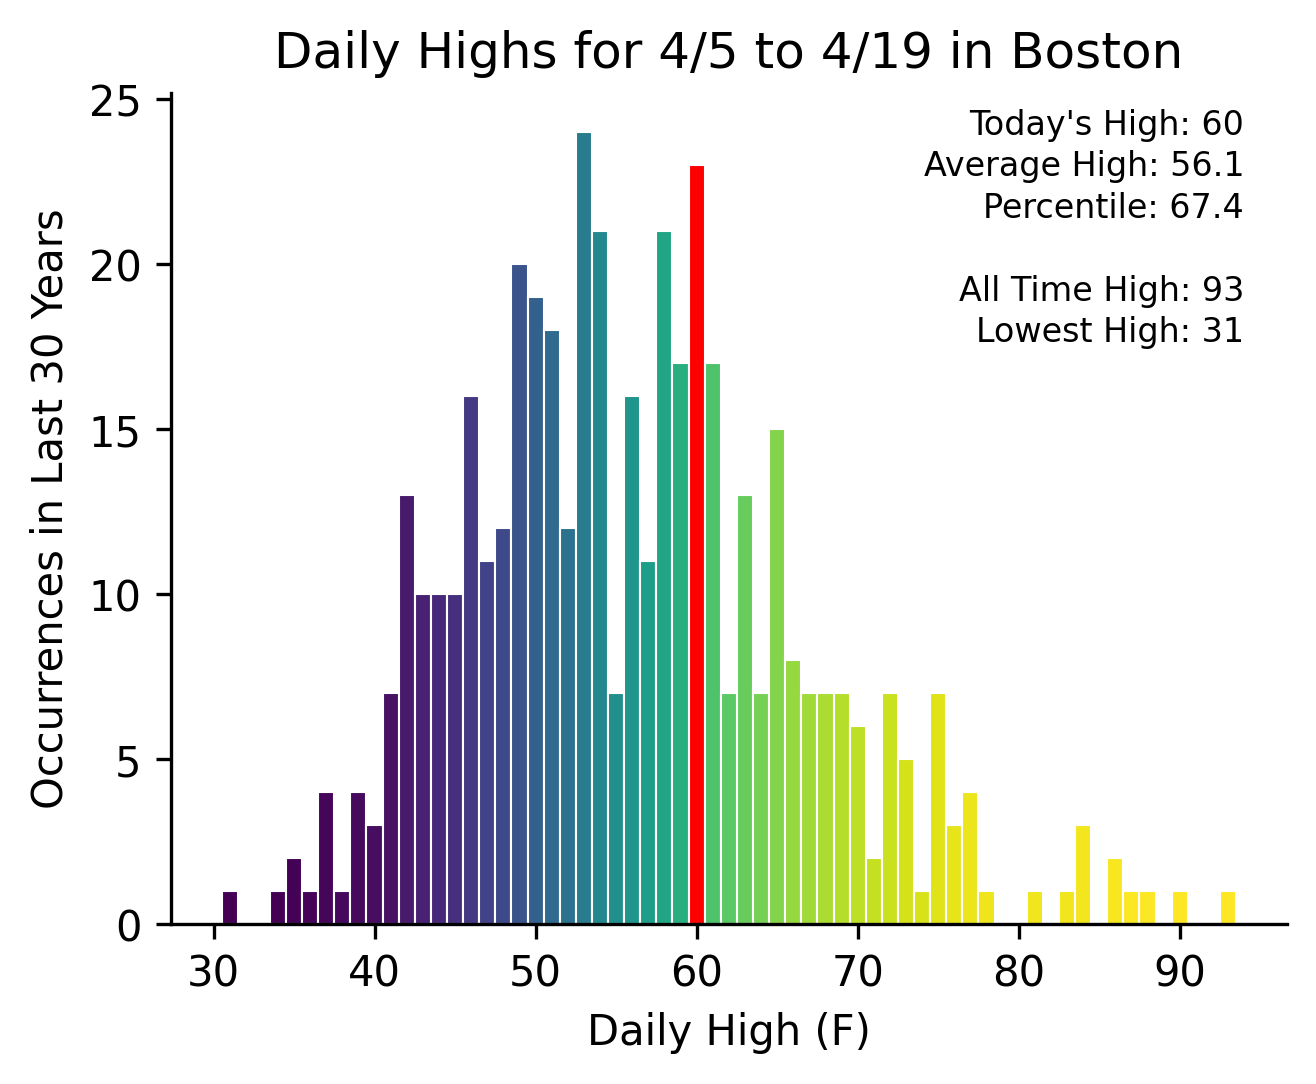 Daily Highs for 4/5 to 4/19 in Boston
Today's High: 60
Average High: 56.1
Percentile: 67.4
All Time High: 93
Lowest High: 31
Occurrences in Last 30 Years
25
20
15
10
5
0
30 40 50 60 70 80 90
Daily High (F)